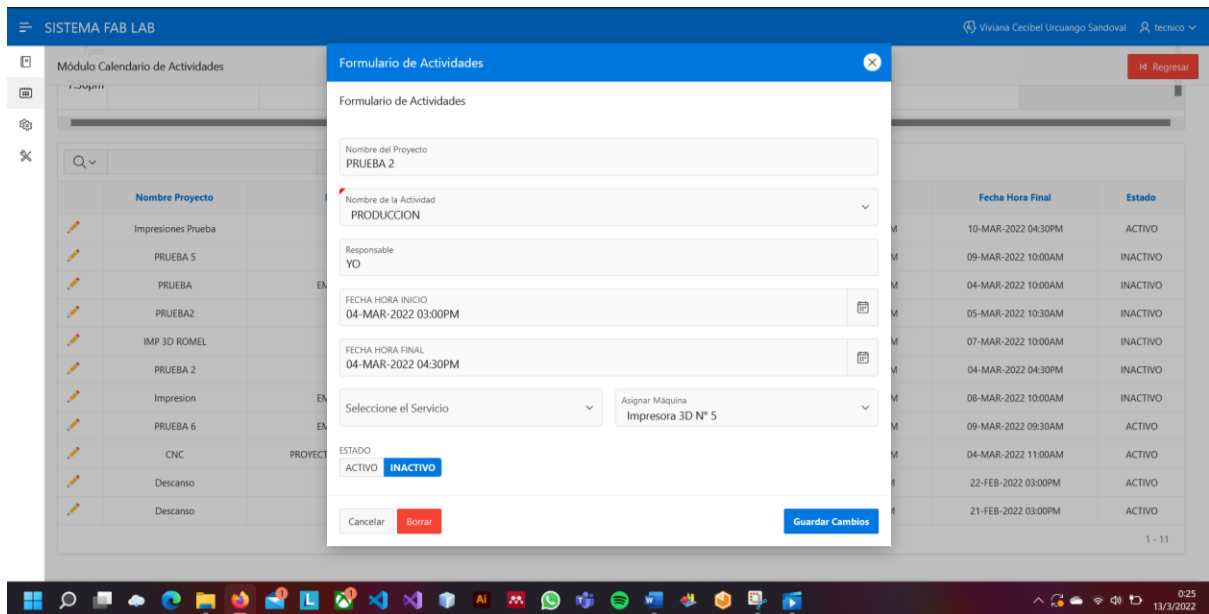 SISTEMA FAB LAB
Viviana Cecibel Urcuango Sandoval tecnico
7pm
Módulo Calendario de Actividades
Regresar
7:30pm
Formulario de Actividades
Formulario de Actividades
Nombre del Proyecto
PRUEBA 2
Nombre de la Actividad
PRODUCCION
Responsable
YO
FECHA HORA INICIO
04-MAR-2022 03:00PM
FECHA HORA FINAL
04-MAR-2022 04:30PM
Seleccione el Servicio
Asignar Máquina
Impresora 3D N° 5
ESTADO
ACTIVO INACTIVO
Cancelar Borrar Guardar Cambios
Nombre Proyecto Fecha Hora Final Estado
Impresiones Prueba M 10-MAR-2022 04:30PM ACTIVO
PRUEBA 5 M 09-MAR-2022 10:00AM INACTIVO
PRUEBA EM M 04-MAR-2022 10:00AM INACTIVO
PRUEBA2 M 05-MAR-2022 10:30AM INACTIVO
IMP 3D ROMEL M 07-MAR-2022 10:00AM INACTIVO
PRUEBA 2 M 04-MAR-2022 04:30PM INACTIVO
Impresion EM M 08-MAR-2022 10:00AM INACTIVO
PRUEBA 6 EM M 09-MAR-2022 09:30AM ACTIVO
CNC PROYECT M 04-MAR-2022 11:00AM ACTIVO
Descanso 22-FEB-2022 03:00PM ACTIVO
Descanso 21-FEB-2022 03:00PM ACTIVO
1 - 11
0:25
13/3/2022